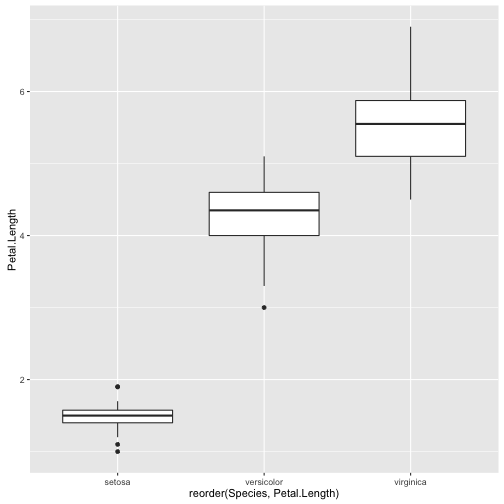 Petal.Length
6
4
2
setosa versicolor virginica
reorder(Species, Petal.Length)